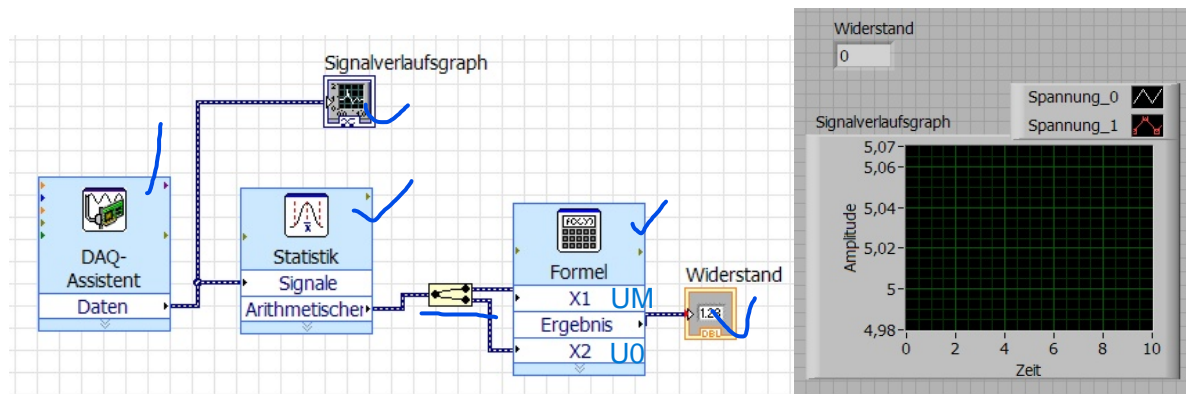 Signalverlaufsgraph
DAQ-
Assistent
Daten
Statistik
Signale
Arithmetischer
Formel
X1 UM
Ergebnis
X2 U0
Widerstand
1.23
DBL
Widerstand
0
Spannung_0
Spannung_1
Signalverlaufsgraph
Amplitude
5,07
5,06
5,04
5,02
5
4,98
0 2 4 6 8 10
Zeit